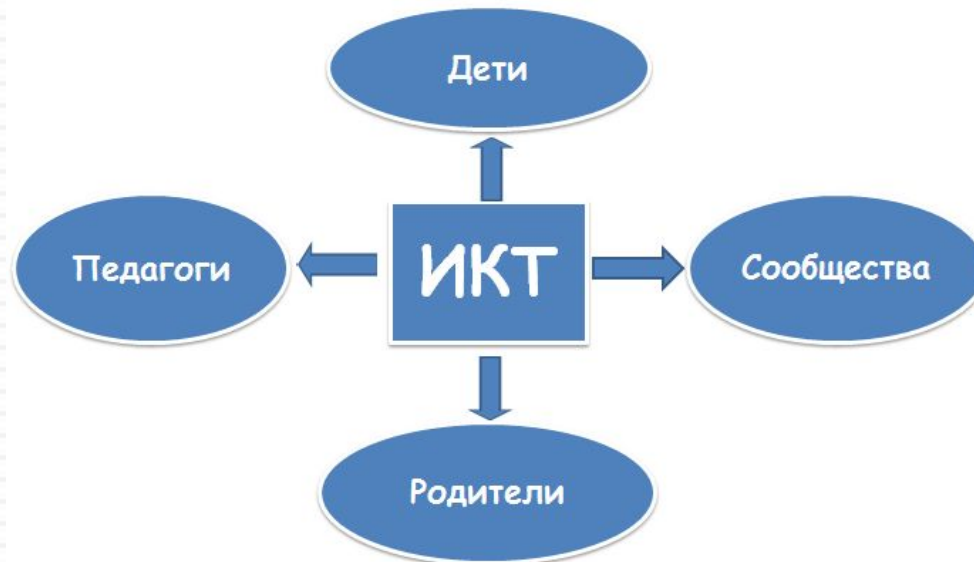 Дети
Педагоги
ИКТ
Сообщества
Родители